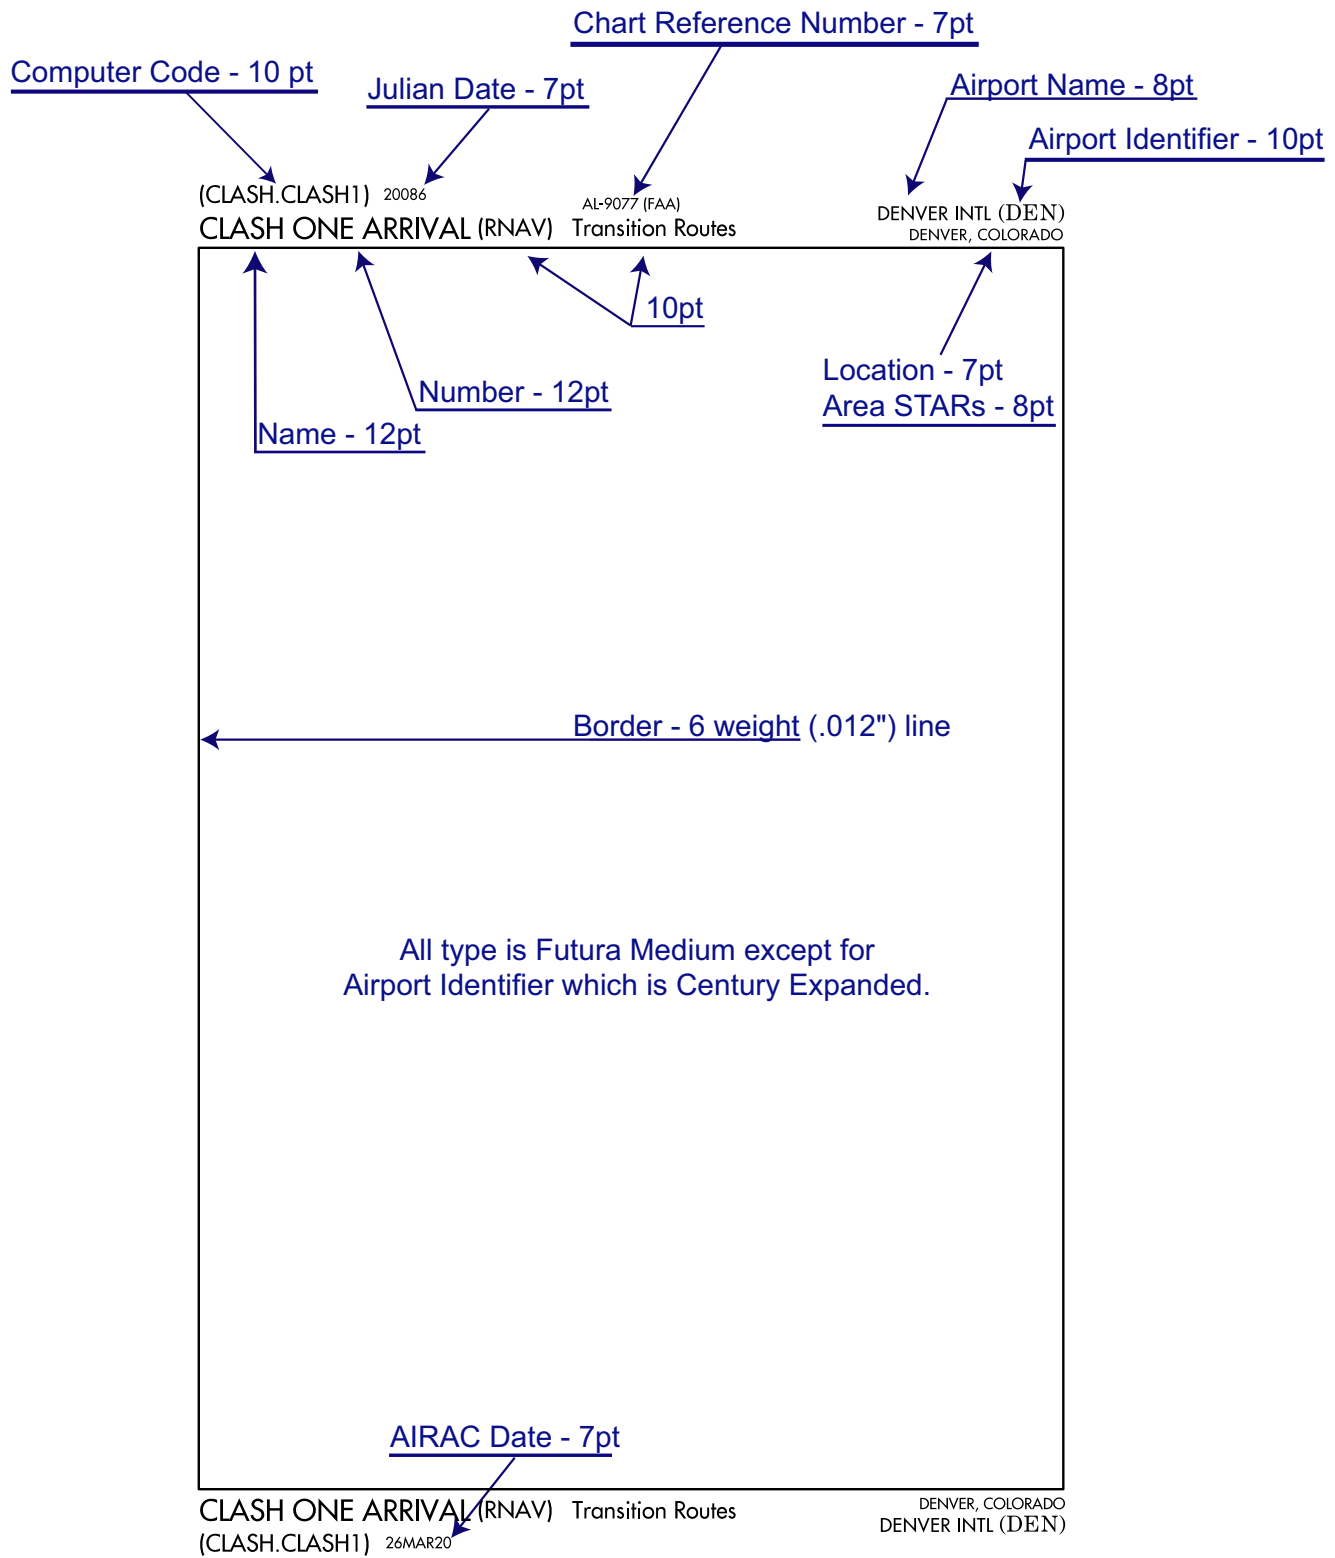 Chart Reference Number - 7pt
Computer Code - 10 pt
Julian Date - 7pt
Airport Name - 8pt
Airport Identifier - 10pt
(CLASH.CLASH1) 20086
AL-9077 (FAA)
DENVER INTL (DEN)
CLASH ONE ARRIVAL (RNAV) Transition Routes
DENVER, COLORADO
10pt
Location - 7pt
Number - 12pt
Area STARs - 8pt
Name - 12pt
Border - 6 weight (.012") line
All type is Futura Medium except for
Airport Identifier which is Century Expanded.
AIRAC Date - 7pt
CLASH ONE ARRIVAL (RNAV) Transition Routes
DENVER, COLORADO
DENVER INTL (DEN)
(CLASH.CLASH1) 26MAR20